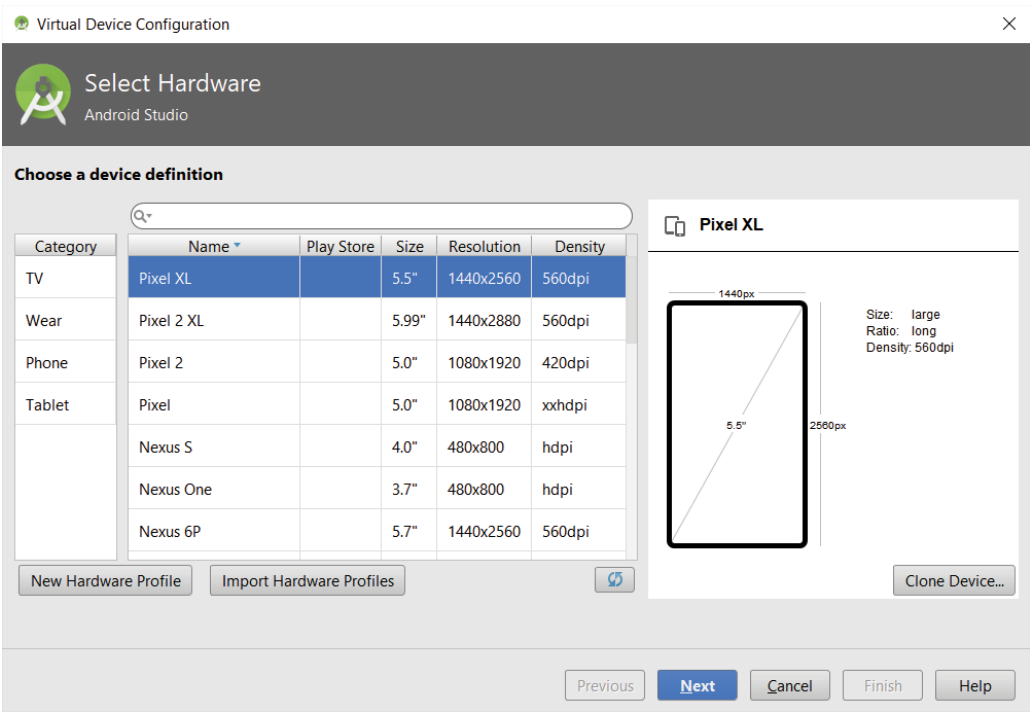 Virtual Device Configuration
Select Hardware
Android Studio
Choose a device definition
Category
TV
Wear
Phone
Tablet
Name Play Store Size Resolution Density
Pixel XL 5.5" 1440x2560 560dpi
Pixel 2 XL 5.99" 1440x2880 560dpi
Pixel 2 5.0" 1080x1920 420dpi
Pixel 5.0" 1080x1920 xxhdpi
Nexus S 4.0" 480x800 hdpi
Nexus One 3.7" 480x800 hdpi
Nexus 6P 5.7" 1440x2560 560dpi
New Hardware Profile Import Hardware Profiles
Pixel XL
1440px
5.5"
2560px
Size: large
Ratio: long
Density: 560dpi
Clone Device...
Previous Next Cancel Finish Help